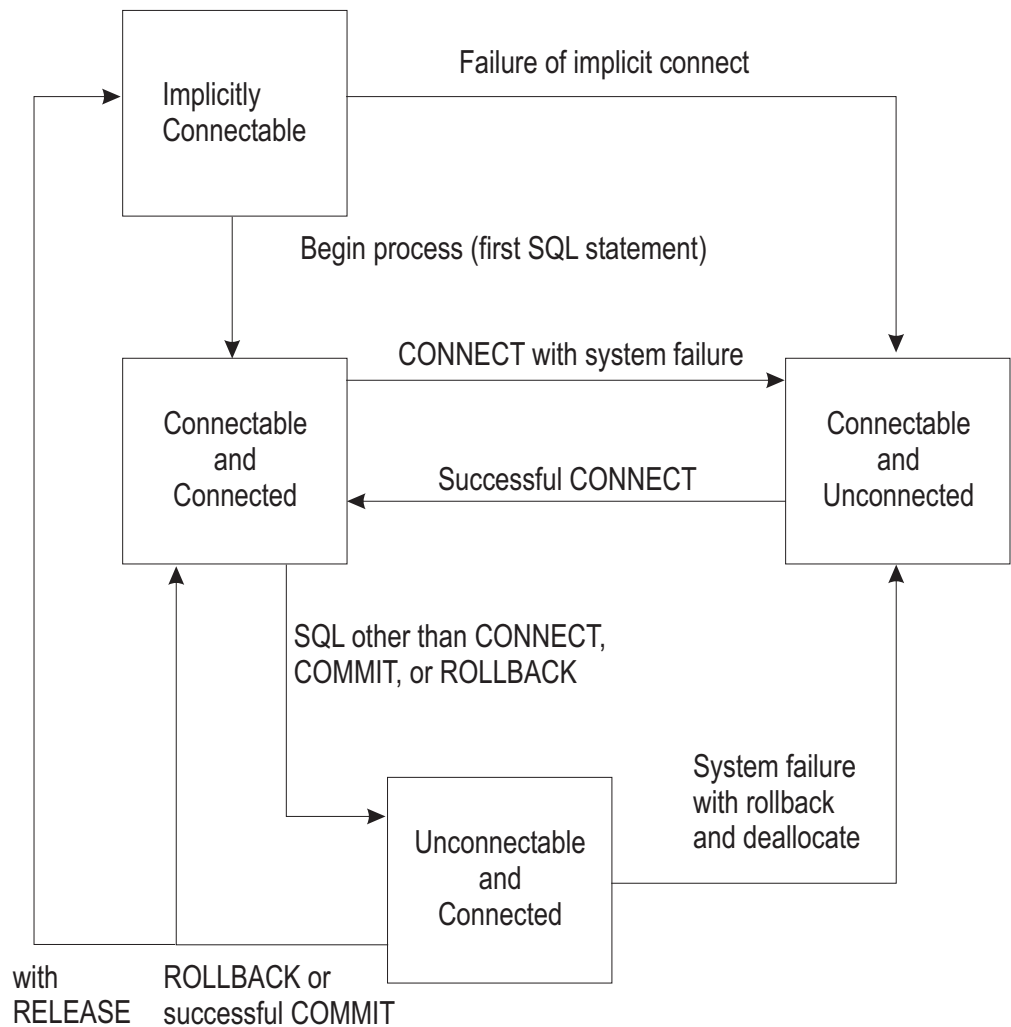 Failure of implicit connect
Implicitly
Connectable
Begin process (first SQL statement)
CONNECT with system failure
Connectable
and
Connected
Successful CONNECT
Connectable
and
Unconnected
SQL other than CONNECT,
COMMIT, or ROLLBACK
System failure
with rollback
and deallocate
Unconnectable
and
Connected
with
RELEASE
ROLLBACK or
successful COMMIT